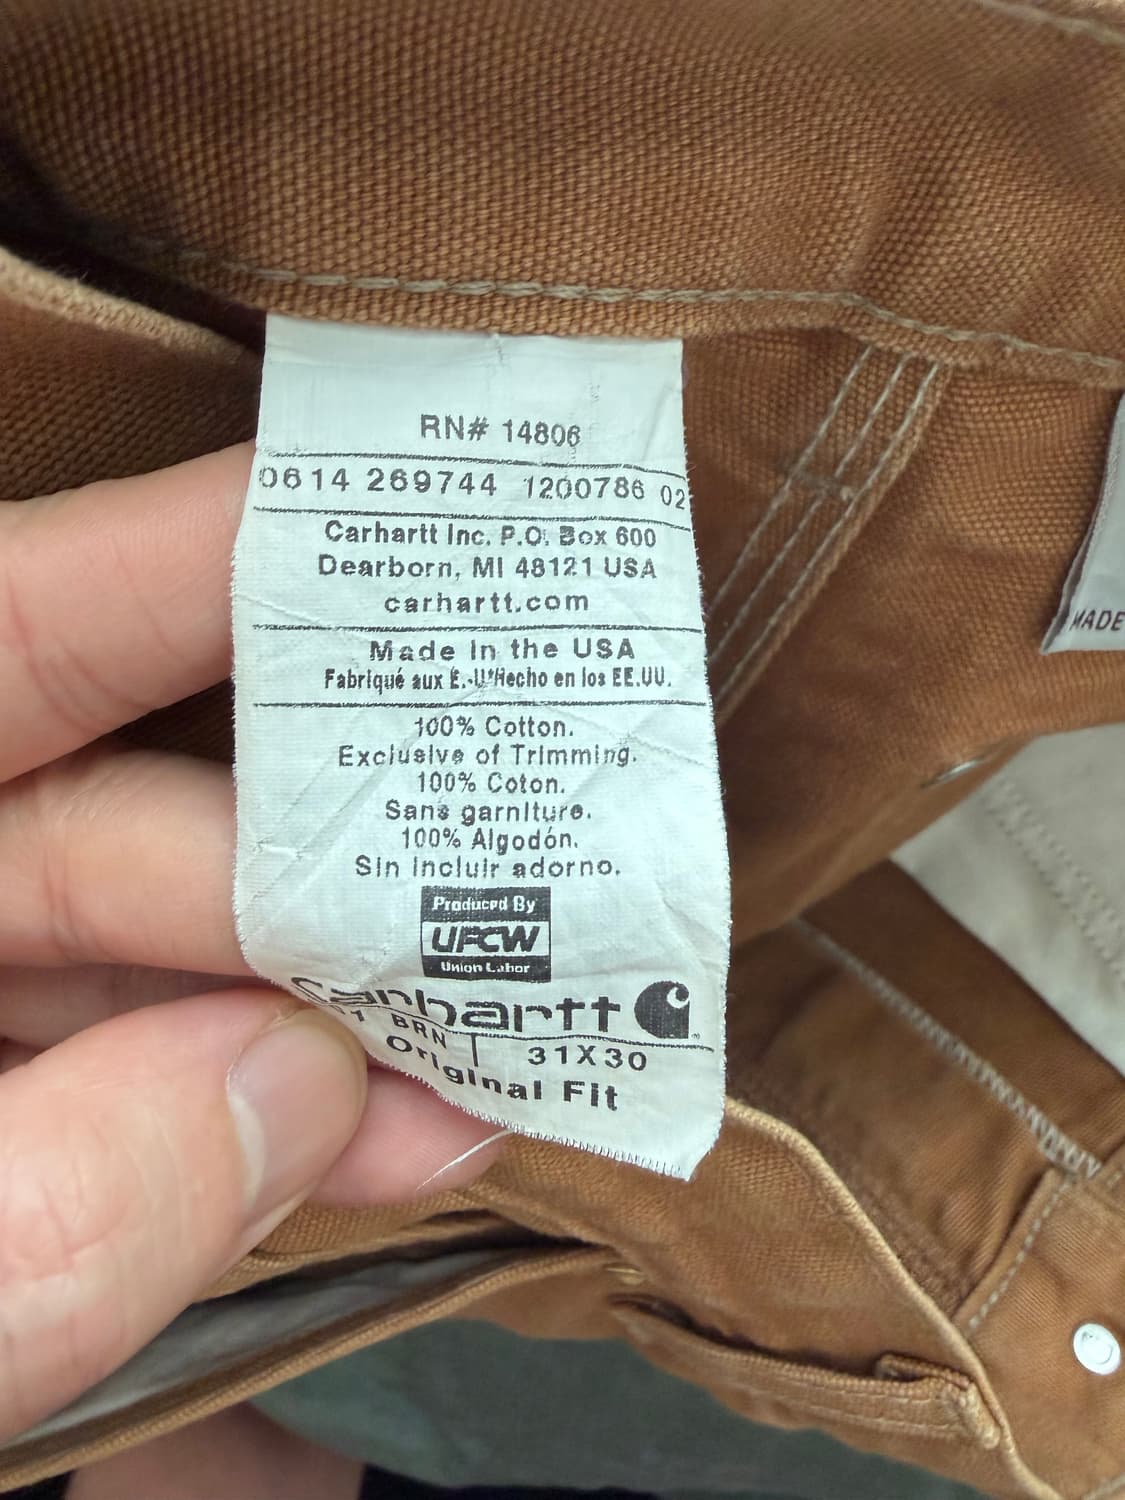 RN# 14806
0614 269744 1200786 02
Carhartt Inc. P.O. Box 600
Dearborn, MI 48121 USA
carhartt.com
Made in the USA
Fabriqué aux É.-U*Hecho en los EE.UU.
100% Cotton.
Exclusive of Trimming.
100% Coton.
Sans garniture.
100% Algodón.
Sin incluir adorno.
Produced By
UFCW
Union Labor
Carhartt
BRN 31X30
Original Fit
MADE